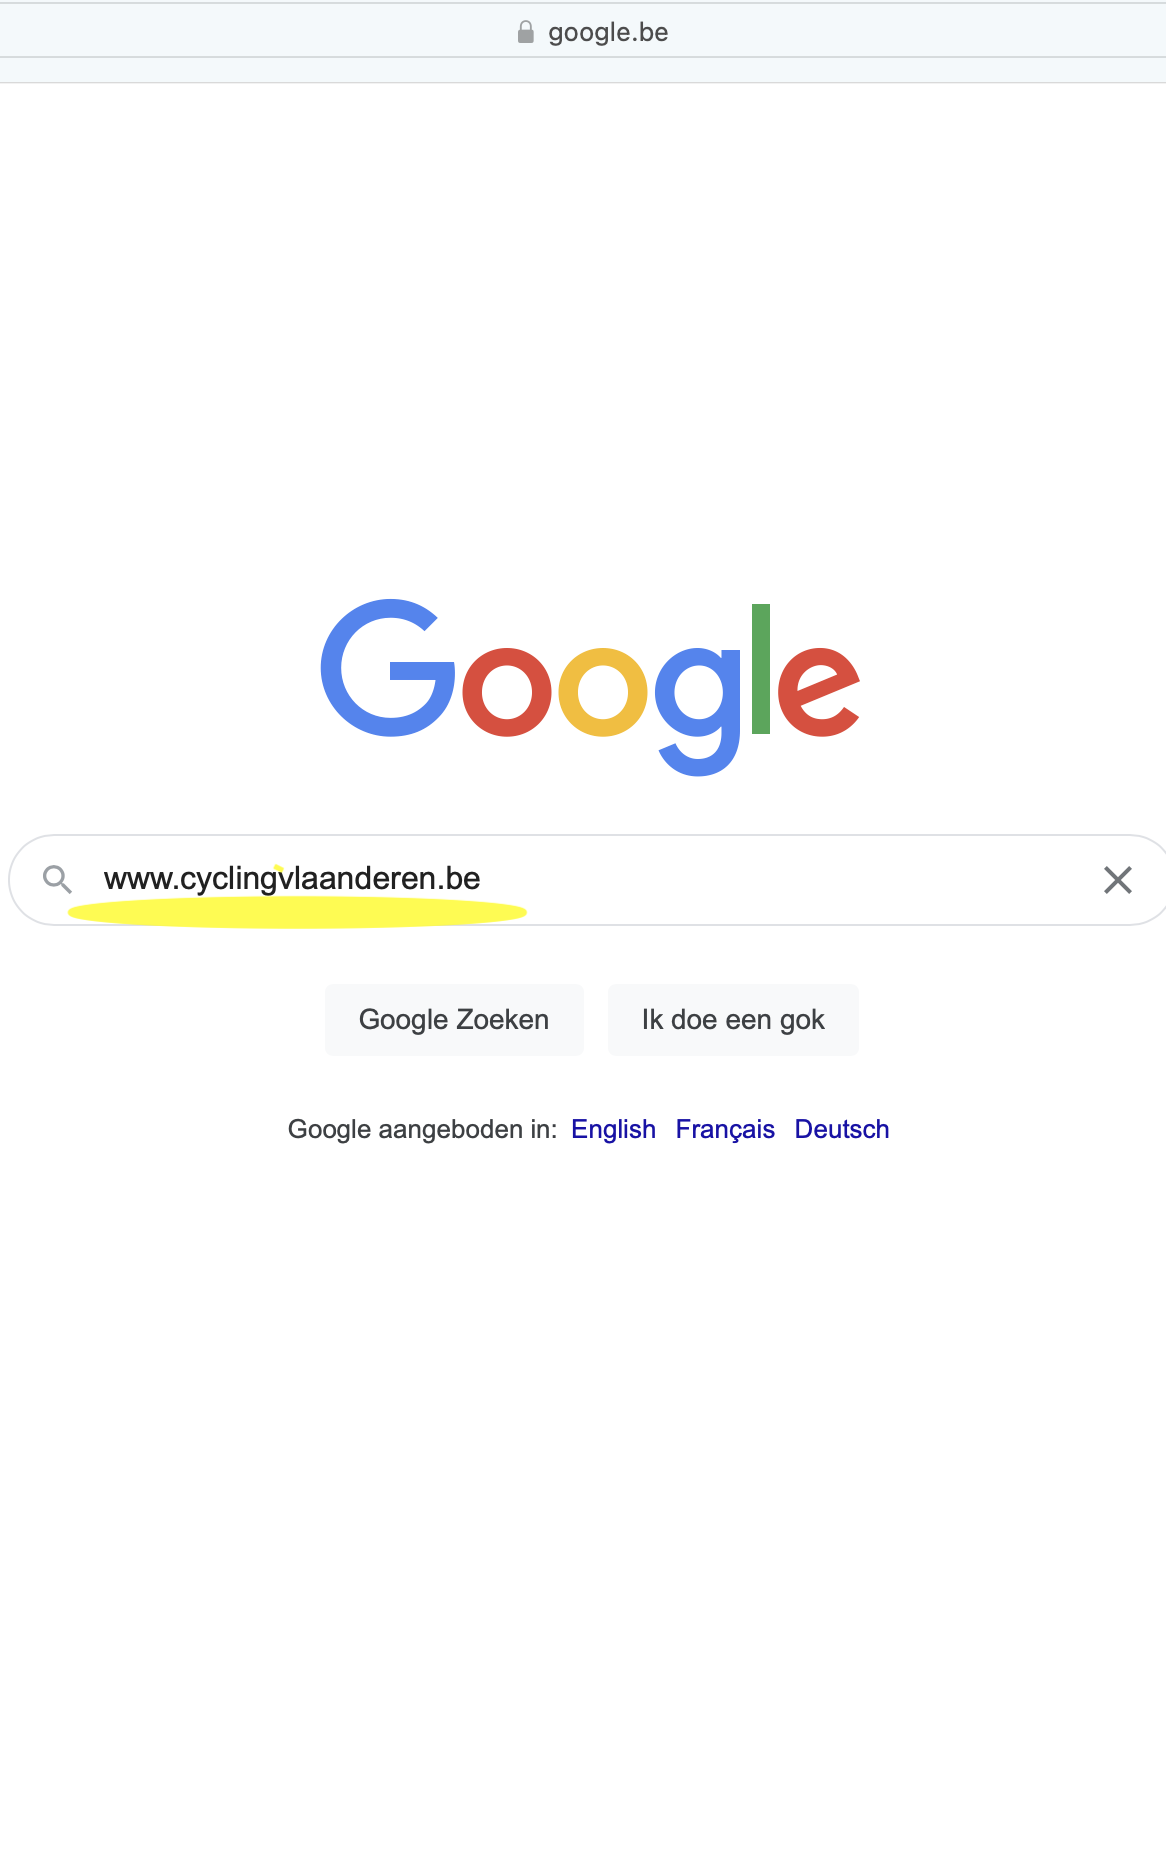 google.be
Google
www.cyclingvlaanderen.be
Google Zoeken
Ik doe een gok
Google aangeboden in: English Français Deutsch